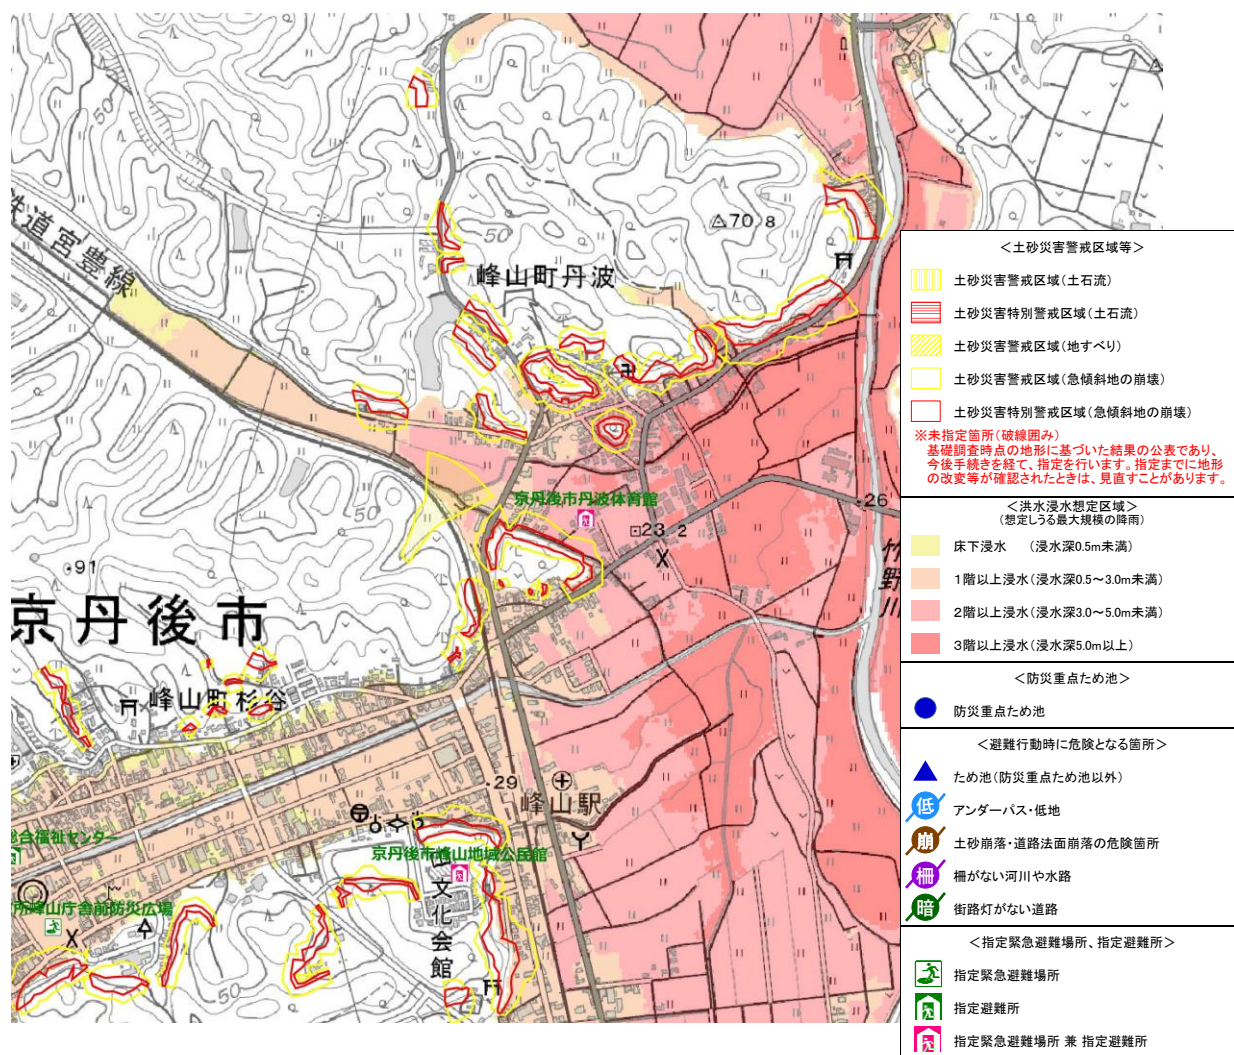 50
70.8
鉄道宮豊線
50
峰山町丹波
京丹後市丹波体育館
23.2
26
竹野川
91
京丹後市
峰山町杉谷
29
峰山駅
総合福祉センター
京丹後市峰山地域公民館
所峰山庁舎前防災広場
文化会館
50
＜土砂災害警戒区域等＞
土砂災害警戒区域（土石流）
土砂災害特別警戒区域（土石流）
土砂災害警戒区域（地すべり）
土砂災害警戒区域（急傾斜地の崩壊）
土砂災害特別警戒区域（急傾斜地の崩壊）
※未指定箇所（破線囲み）
基礎調査時点の地形に基づいた結果の公表であり、
今後手続きを経て、指定を行います。指定までに地形
の改変等が確認されたときは、見直すことがあります。
＜洪水浸水想定区域＞
（想定しうる最大規模の降雨）
床下浸水　（浸水深0.5m未満）
１階以上浸水（浸水深0.5～3.0m未満）
２階以上浸水（浸水深3.0～5.0m未満）
３階以上浸水（浸水深5.0m以上）
＜防災重点ため池＞
防災重点ため池
＜避難行動時に危険となる箇所＞
ため池（防災重点ため池以外）
低 アンダーパス・低地
崩 土砂崩落・道路法面崩落の危険箇所
柵 柵がない河川や水路
暗 街路灯がない道路
＜指定緊急避難場所、指定避難所＞
指定緊急避難場所
指定避難所
指定緊急避難場所 兼 指定避難所